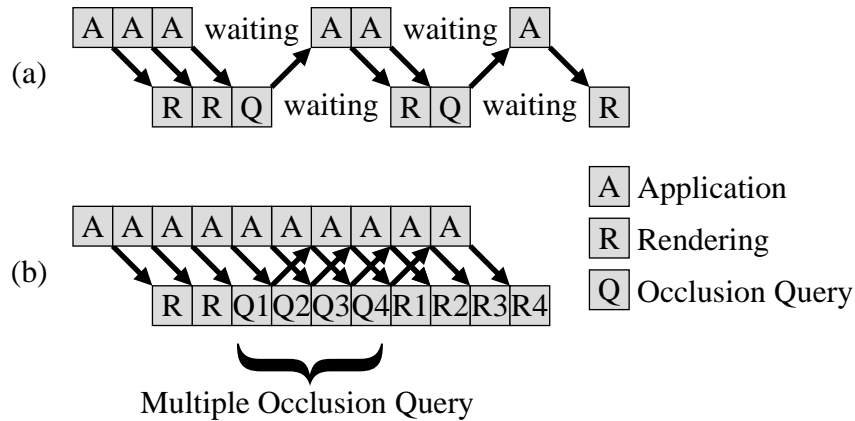 A A A waiting A A waiting A
(a)
R R Q waiting R Q waiting R
A Application
A A A A A A A A A A
R Rendering
(b)
R R Q1 Q2 Q3 Q4 R1 R2 R3 R4
Q Occlusion Query
Multiple Occlusion Query